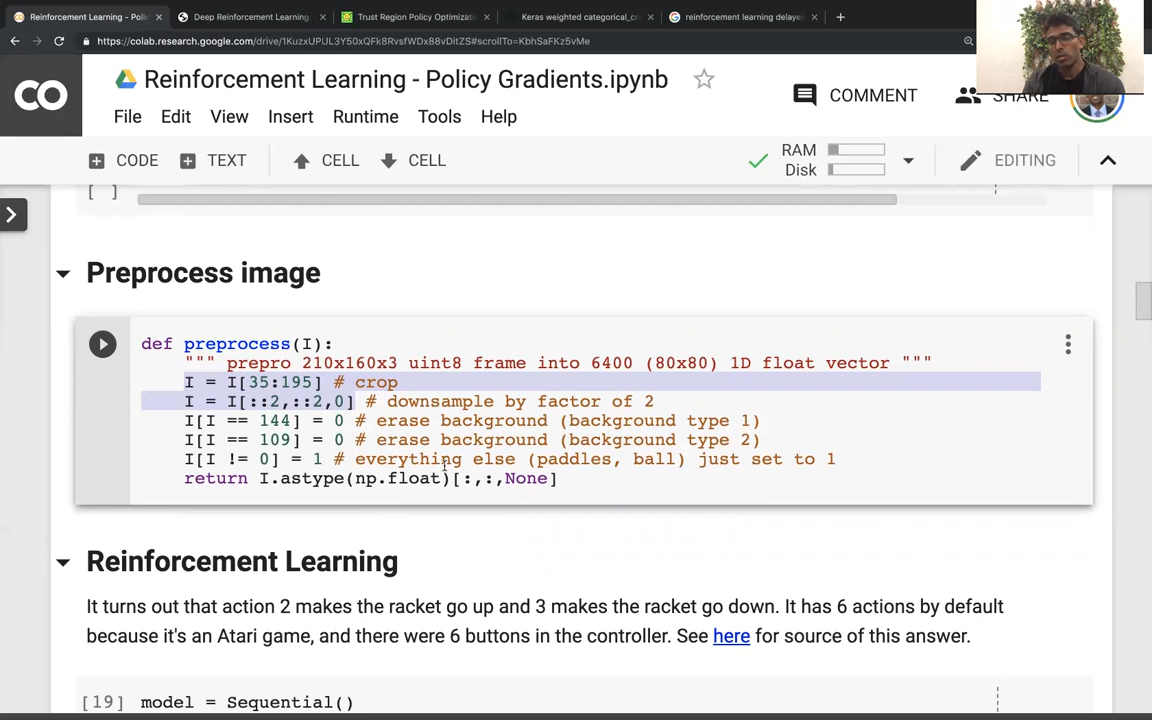 Reinforcement Learning - Polic
Deep Reinforcement Learning:
Trust Region Policy Optimizatio
Keras weighted categorical_cro
reinforcement learning delayed
https://colab.research.google.com/drive/1KuzxUPUL3Y50xQFk8RvsfWDx88vDitZS#scrollTo=KbhSaFKz5vMe
CO
Reinforcement Learning - Policy Gradients.ipynb
COMMENT
SHARE
File Edit View Insert Runtime Tools Help
CODE TEXT CELL CELL
RAM
Disk
EDITING
[ ]
Preprocess image
def preprocess(I):
""" prepro 210x160x3 uint8 frame into 6400 (80x80) 1D float vector """
I = I[35:195] # crop
I = I[::2,::2,0] # downsample by factor of 2
I[I == 144] = 0 # erase background (background type 1)
I[I == 109] = 0 # erase background (background type 2)
I[I != 0] = 1 # everything else (paddles, ball) just set to 1
return I.astype(np.float)[:,:,None]
Reinforcement Learning
It turns out that action 2 makes the racket go up and 3 makes the racket go down. It has 6 actions by default
because it's an Atari game, and there were 6 buttons in the controller. See here for source of this answer.
[19] model = Sequential()